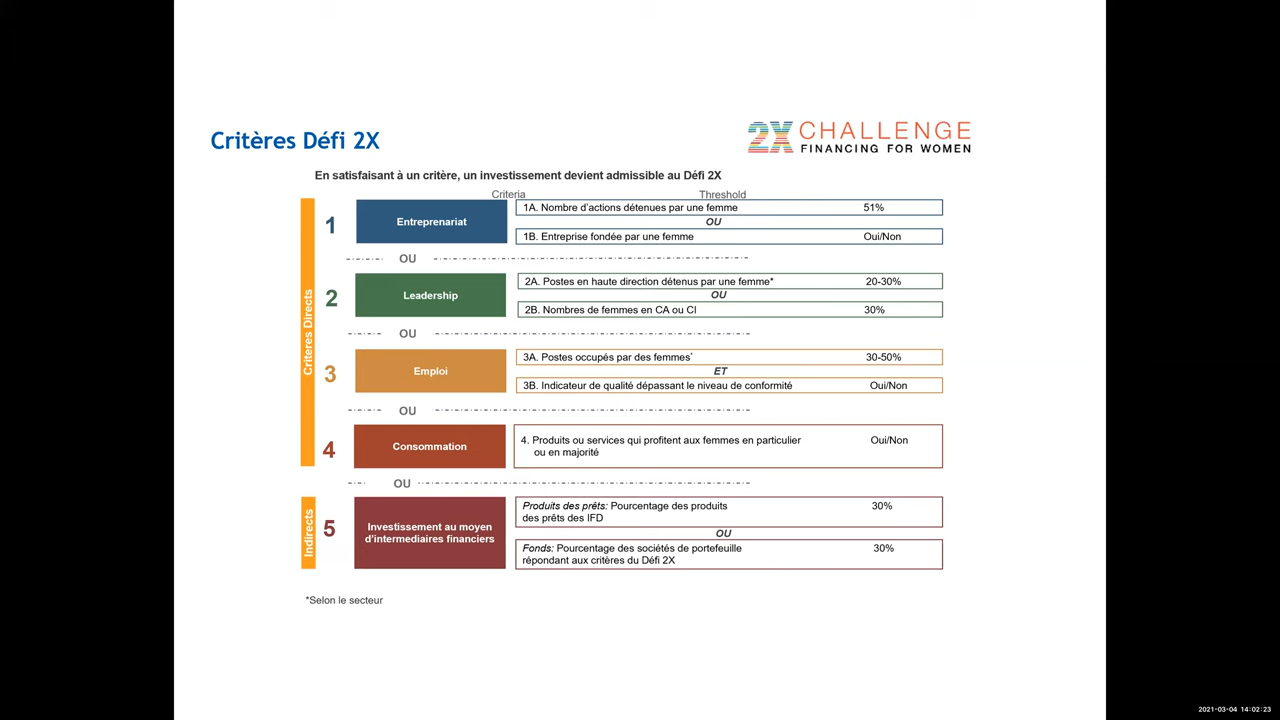 Critères Défi 2X
2X CHALLENGE
FINANCING FOR WOMEN
En satisfaisant à un critère, un investissement devient admissible au Défi 2X
Criteria Threshold
Criteres Directs
1 Entreprenariat
1A. Nombre d'actions détenues par une femme 51%
OU
1B. Entreprise fondée par une femme Oui/Non
OU
2 Leadership
2A. Postes en haute direction détenus par une femme* 20-30%
OU
2B. Nombres de femmes en CA ou CI 30%
OU
3 Emploi
3A. Postes occupés par des femmes* 30-50%
ET
3B. Indicateur de qualité dépassant le niveau de conformité Oui/Non
OU
4 Consommation
4. Produits ou services qui profitent aux femmes en particulier Oui/Non
ou en majorité
OU
Indirects
5 Investissement au moyen
d'intermediaires financiers
Produits des prêts: Pourcentage des produits 30%
des prêts des IFD
OU
Fonds: Pourcentage des sociétés de portefeuille 30%
répondant aux critères du Défi 2X
*Selon le secteur
2021-03-04 14:02:23